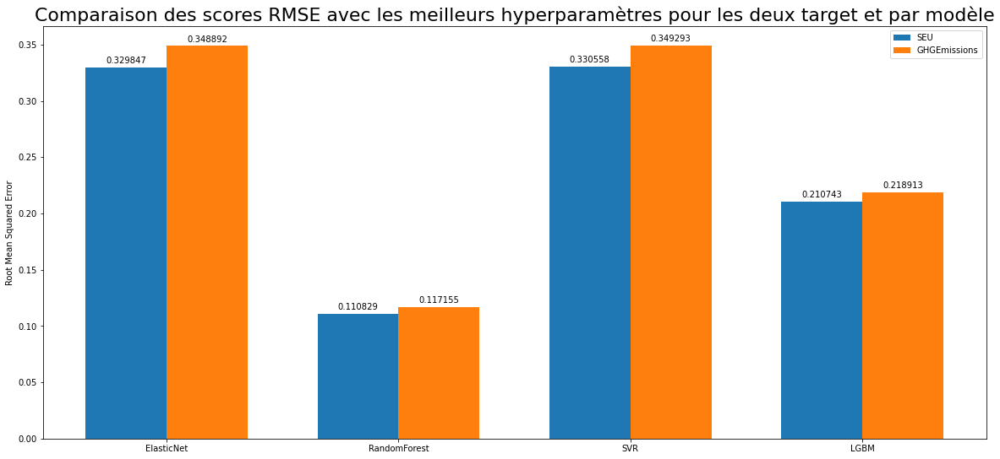 Comparaison des scores RMSE avec les meilleurs hyperparamètres pour les deux target et par modèle
SEU
GHGEmissions
Root Mean Squared Error
0.35
0.30
0.25
0.20
0.15
0.10
0.05
0.00
0.329847
0.348892
0.110829
0.117155
0.330558
0.349293
0.210743
0.218913
ElasticNet
RandomForest
SVR
LGBM